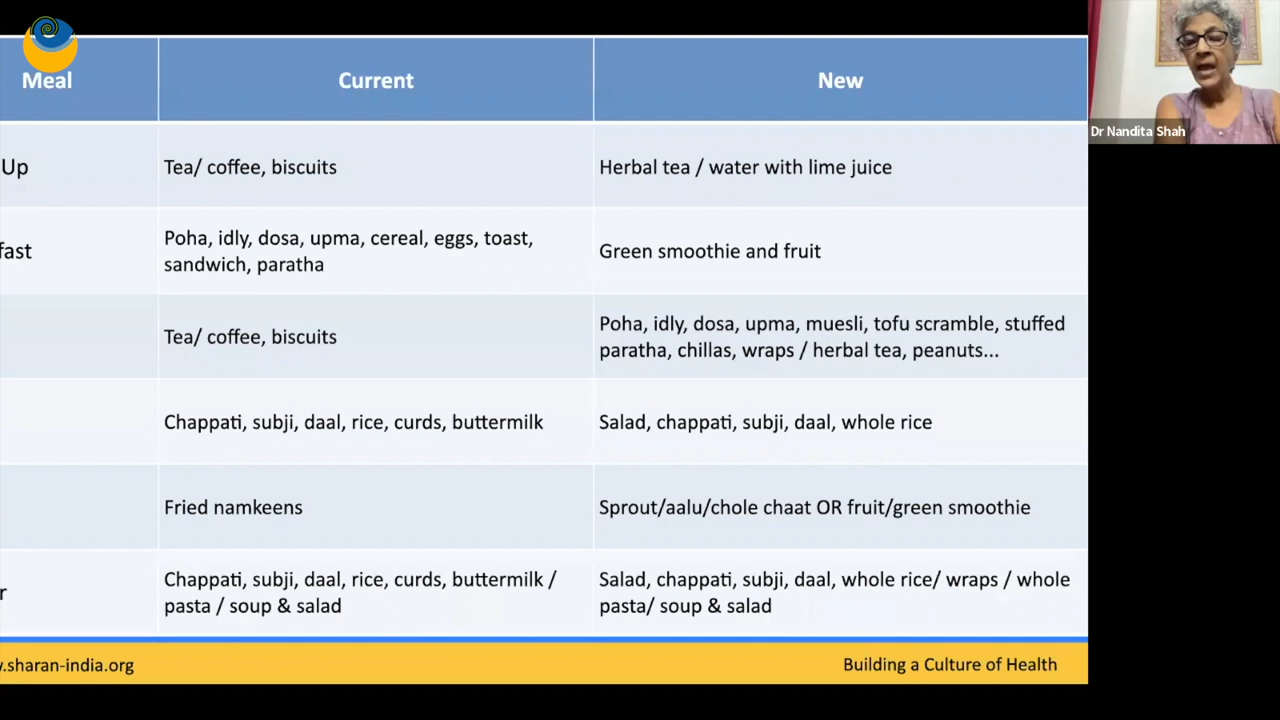 Meal
Current
New
Up
Tea/ coffee, biscuits
Herbal tea / water with lime juice
fast
Poha, idly, dosa, upma, cereal, eggs, toast,
sandwich, paratha
Green smoothie and fruit
Tea/ coffee, biscuits
Poha, idly, dosa, upma, muesli, tofu scramble, stuffed
paratha, chillas, wraps / herbal tea, peanuts...
Chappati, subji, daal, rice, curds, buttermilk
Salad, chappati, subji, daal, whole rice
Fried namkeens
Sprout/aalu/chole chaat OR fruit/green smoothie
r
Chappati, subji, daal, rice, curds, buttermilk /
pasta / soup & salad
Salad, chappati, subji, daal, whole rice/ wraps / whole
pasta/ soup & salad
.sharan-india.org
Building a Culture of Health
Dr Nandita Shah